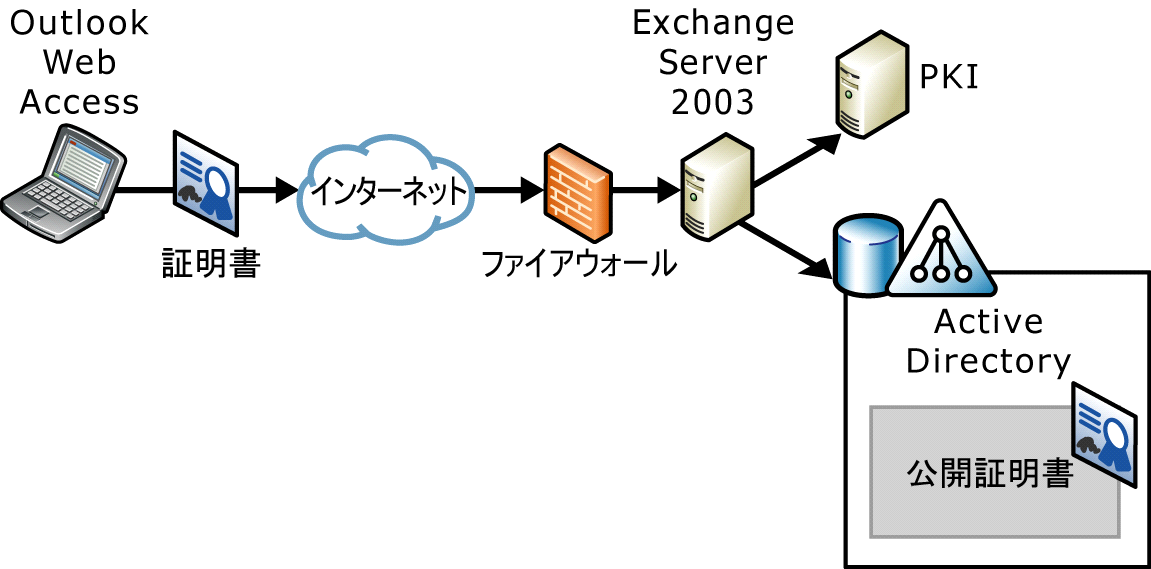 Outlook
Web
Access
証明書
インターネット
ファイアウォール
Exchange
Server
2003
PKI
Active
Directory
公開証明書